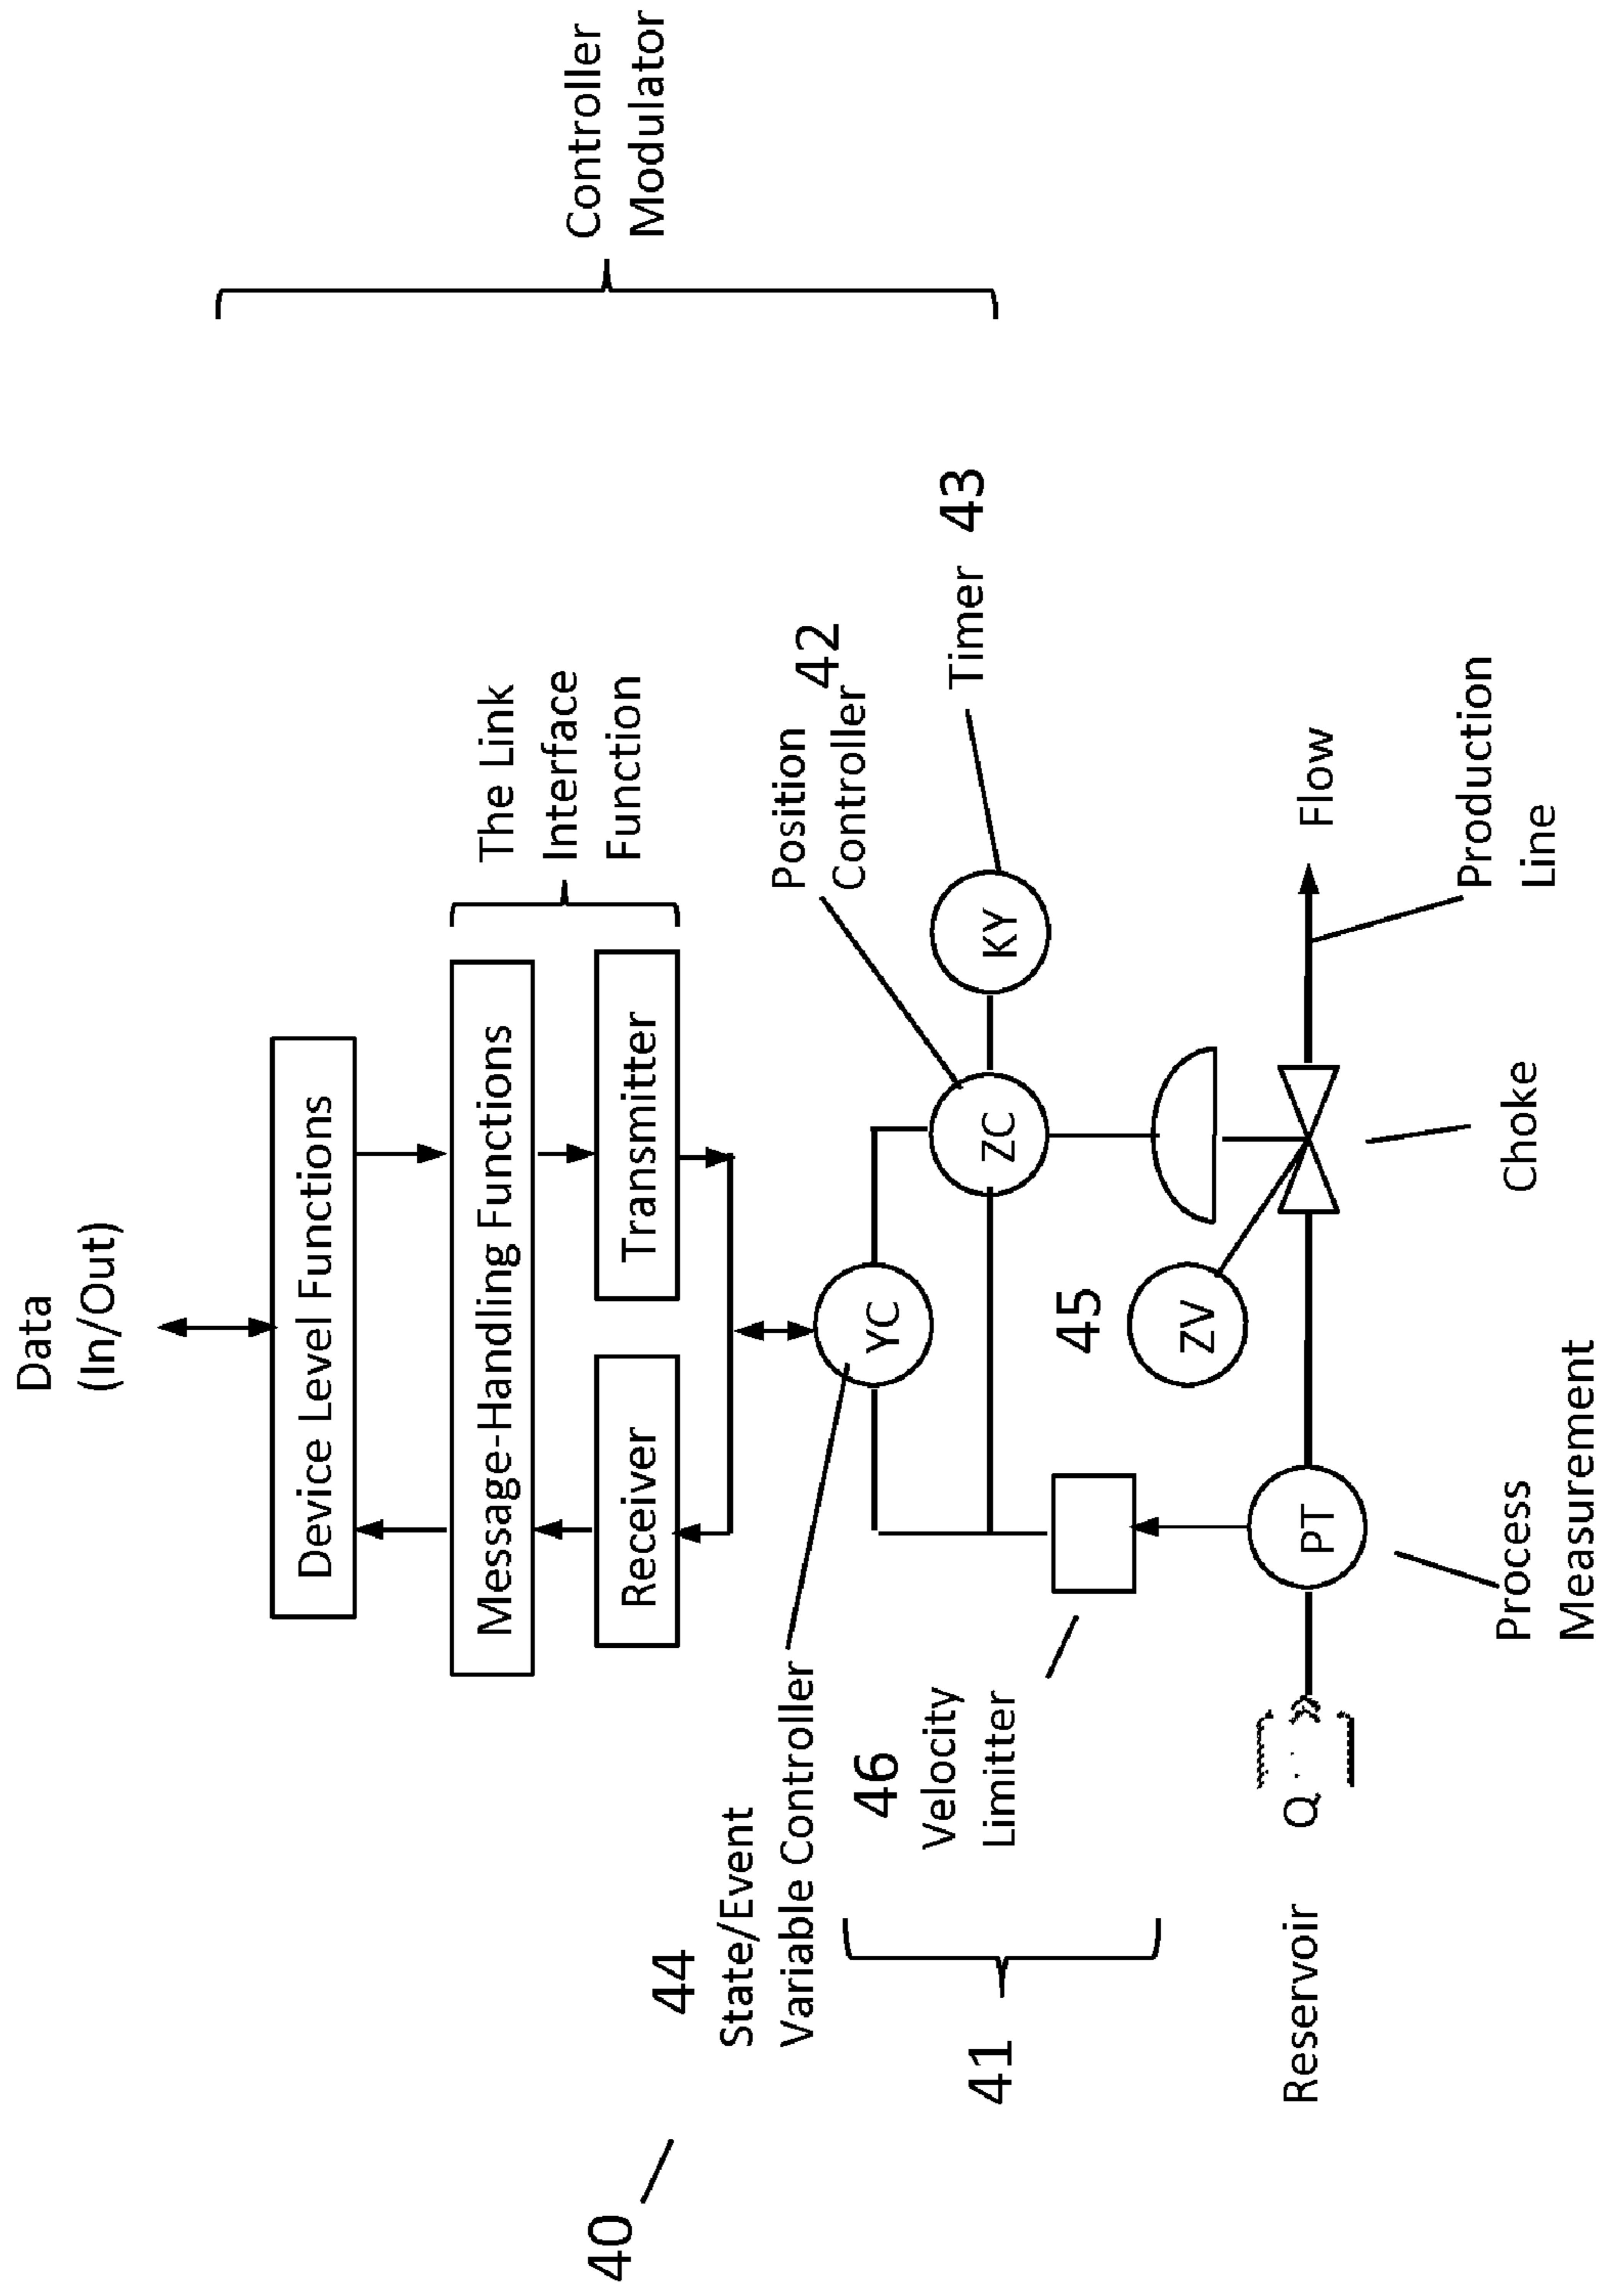 Data
(In/Out)
Device Level Functions
Message-Handling Functions
Receiver
Transmitter
The Link
Interface
Function
Controller
Modulator
40
44
State/Event
Variable Controller
YC
Position
Controller
42
ZC
KY
Timer 43
46
Velocity
Limitter
41
45
ZV
Reservoir
Q
PT
Flow
Process
Measurement
Choke
Production
Line